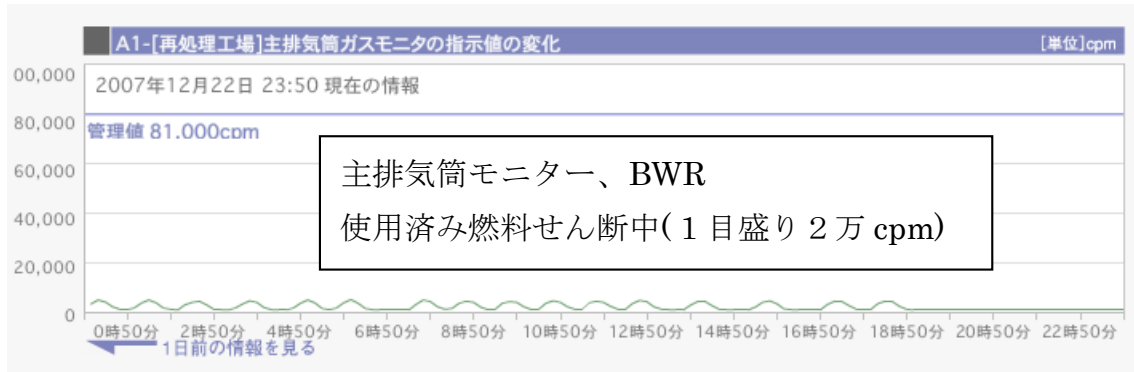 A1-[再処理工場]主排気筒ガスモニタの指示値の変化 [単位]cpm
00,000
2007年12月22日 23:50 現在の情報
80,000
管理値 81.000cpm
60,000
主排気筒モニター、BWR
40,000
使用済み燃料せん断中(１目盛り２万 cpm)
20,000
0
0時50分 2時50分 4時50分 6時50分 8時50分 10時50分 12時50分 14時50分 16時50分 18時50分 20時50分 22時50分
1日前の情報を見る